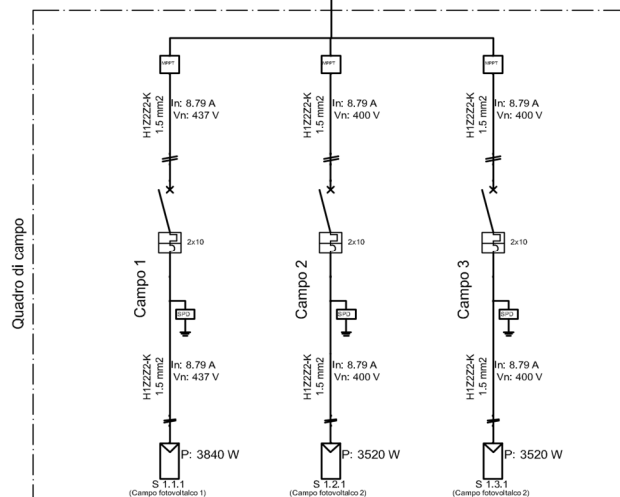 MPPT
MPPT
MPPT
H1Z2Z2-K
1.5 mm2
In: 8.79 A
Vn: 437 V
H1Z2Z2-K
1.5 mm2
In: 8.79 A
Vn: 400 V
H1Z2Z2-K
1.5 mm2
In: 8.79 A
Vn: 400 V
Quadro di campo
Campo 1
2x10
Campo 2
2x10
Campo 3
2x10
SPD
SPD
SPD
H1Z2Z2-K
1.5 mm2
In: 8.79 A
Vn: 437 V
H1Z2Z2-K
1.5 mm2
In: 8.79 A
Vn: 400 V
H1Z2Z2-K
1.5 mm2
In: 8.79 A
Vn: 400 V
P: 3840 W
P: 3520 W
P: 3520 W
S 1.1.1
(Campo fotovoltaico 1)
S 1.2.1
(Campo fotovoltaico 2)
S 1.3.1
(Campo fotovoltaico 2)